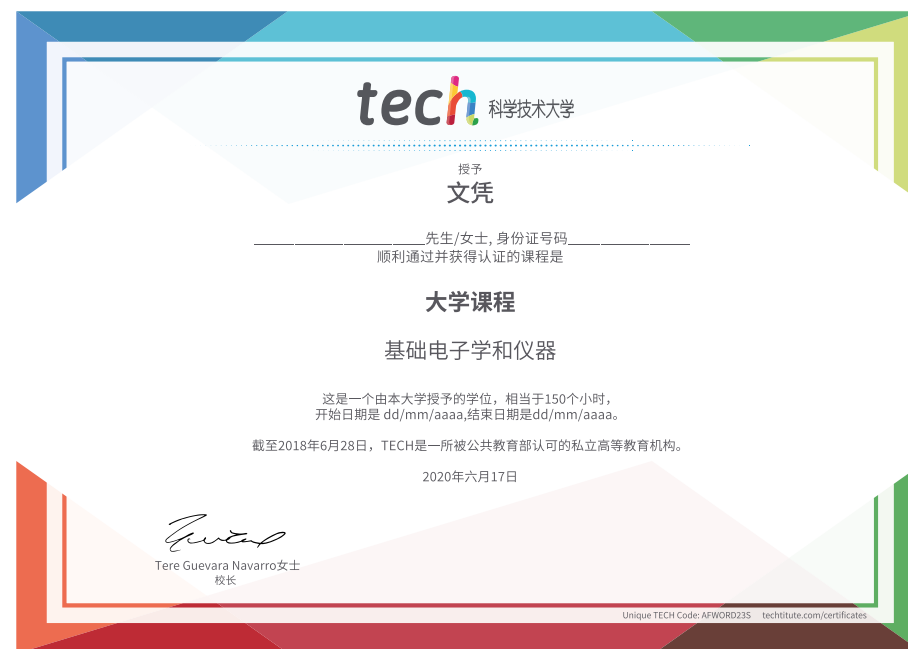 tech 科学技术大学
授予
文凭
______________________先生/女士, 身份证号码______________
顺利通过并获得认证的课程是
大学课程
基础电子学和仪器
这是一个由本大学授予的学位，相当于150个小时，
开始日期是 dd/mm/aaaa,结束日期是dd/mm/aaaa。
截至2018年6月28日，TECH是一所被公共教育部认可的私立高等教育机构。
2020年六月17日
Tere Guevara Navarro女士
校长
Unique TECH Code: AFWORD23S techtitute.com/certificates